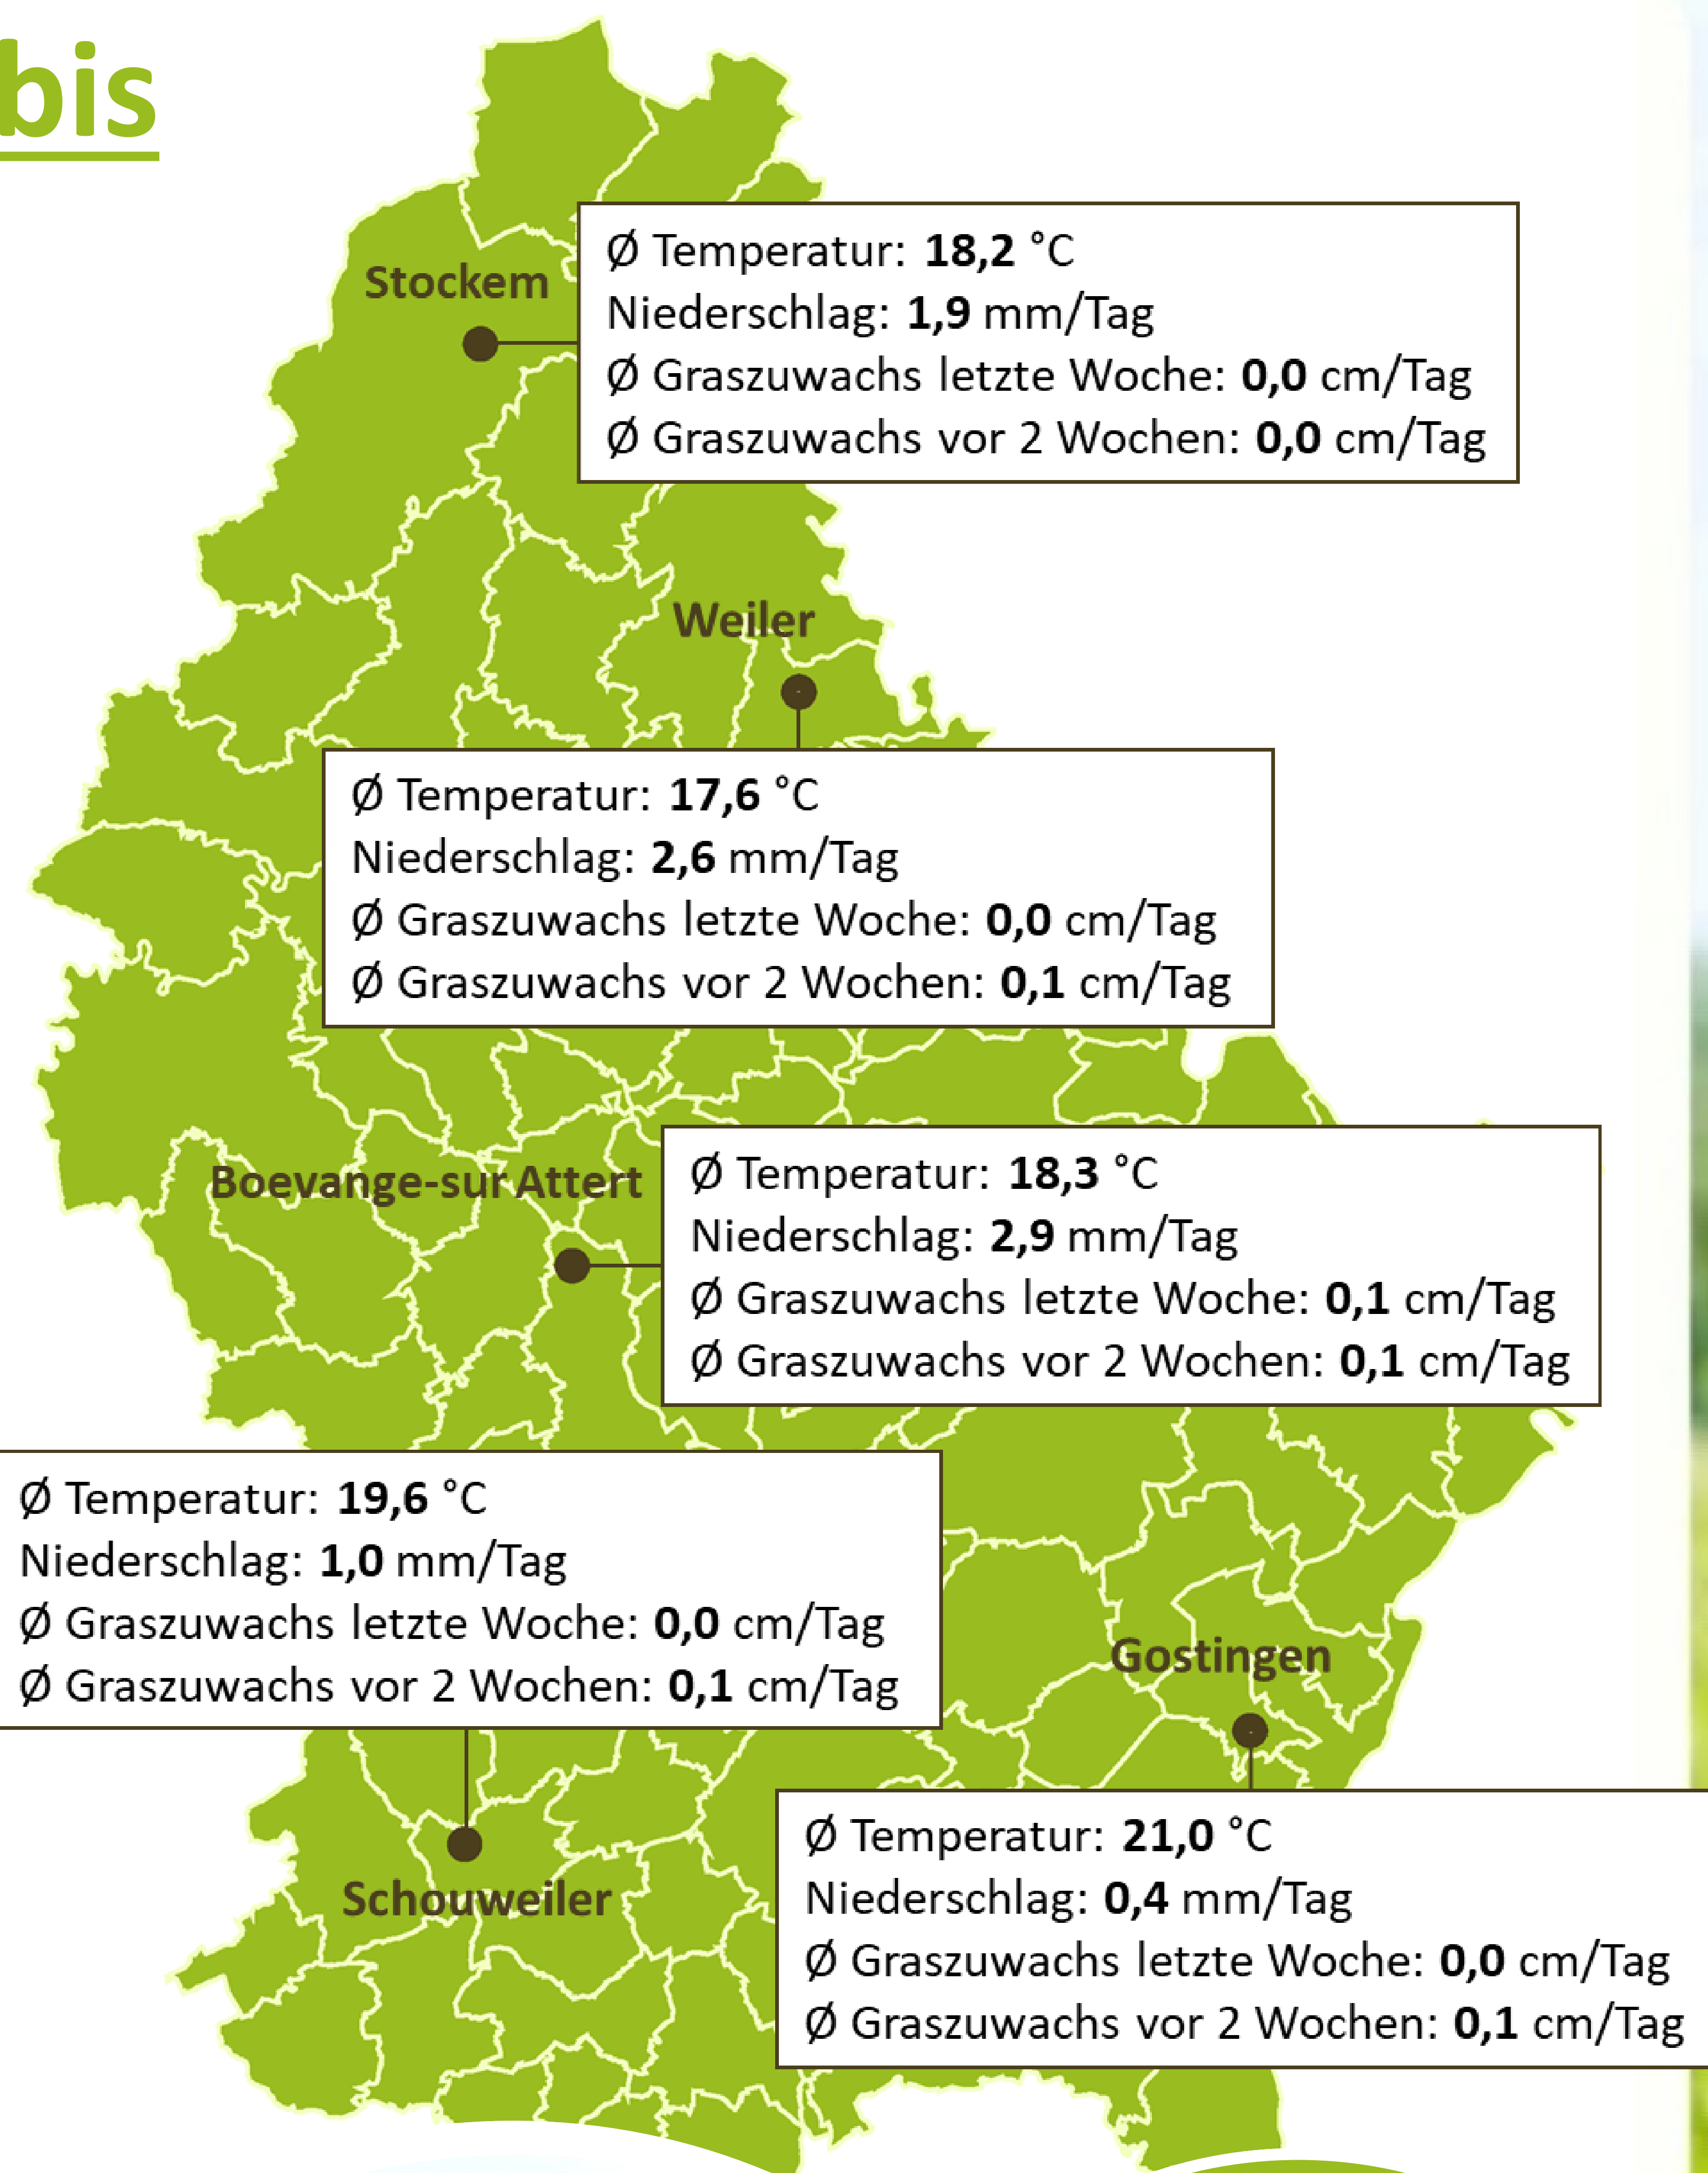 bis
Stockem
Ø Temperatur: 18,2 °C
Niederschlag: 1,9 mm/Tag
Ø Graszuwachs letzte Woche: 0,0 cm/Tag
Ø Graszuwachs vor 2 Wochen: 0,0 cm/Tag
Weiler
Ø Temperatur: 17,6 °C
Niederschlag: 2,6 mm/Tag
Ø Graszuwachs letzte Woche: 0,0 cm/Tag
Ø Graszuwachs vor 2 Wochen: 0,1 cm/Tag
Boevange-sur Attert
Ø Temperatur: 18,3 °C
Niederschlag: 2,9 mm/Tag
Ø Graszuwachs letzte Woche: 0,1 cm/Tag
Ø Graszuwachs vor 2 Wochen: 0,1 cm/Tag
Ø Temperatur: 19,6 °C
Niederschlag: 1,0 mm/Tag
Ø Graszuwachs letzte Woche: 0,0 cm/Tag
Ø Graszuwachs vor 2 Wochen: 0,1 cm/Tag
Schouweiler
Gostingen
Ø Temperatur: 21,0 °C
Niederschlag: 0,4 mm/Tag
Ø Graszuwachs letzte Woche: 0,0 cm/Tag
Ø Graszuwachs vor 2 Wochen: 0,1 cm/Tag